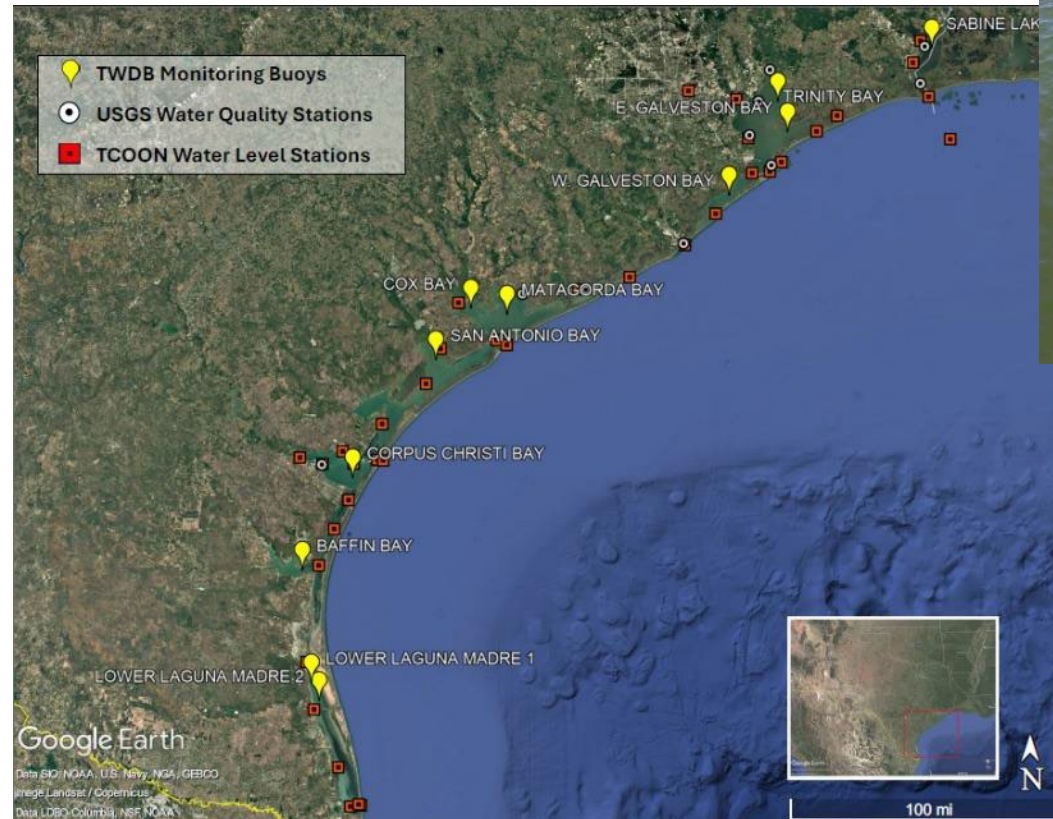 SABINE LAK
TWDB Monitoring Buoys
USGS Water Quality Stations
TCOON Water Level Stations
TRINITY BAY
E. GALVESTON BAY
W. GALVESTON BAY
COX BAY
MATAGORDA BAY
SAN ANTONIO BAY
CORPUS CHRISTI BAY
BAFFIN BAY
LOWER LAGUNA MADRE 1
LOWER LAGUNA MADRE 2
Google Earth
Data SIO, NOAA, U.S. Navy, NGA, GEBCO
Image Landsat / Copernicus
Data LDEO-Columbia, NSF, NOAA
Google Earth
N
100 mi